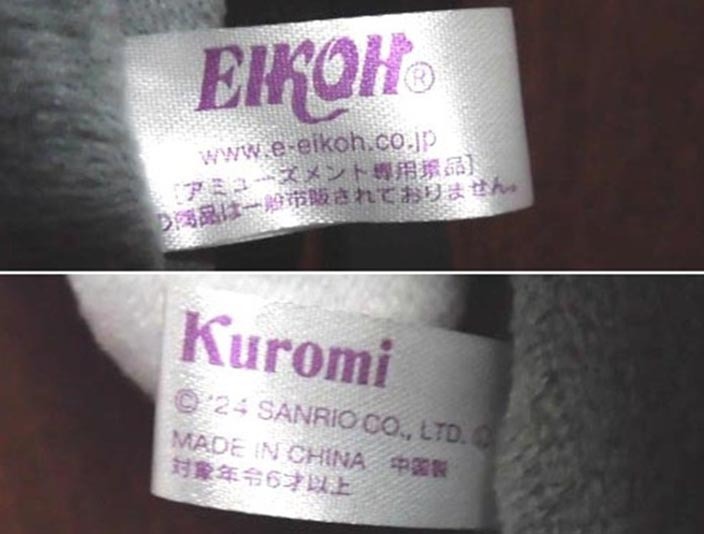 EIKOH®
www.e-eikoh.co.jp
[アミューズメント専用景品]
の商品は一般市販されておりません。
Kuromi
© '24 SANRIO CO., LTD. ©
MADE IN CHINA 中国製
対象年令6才以上